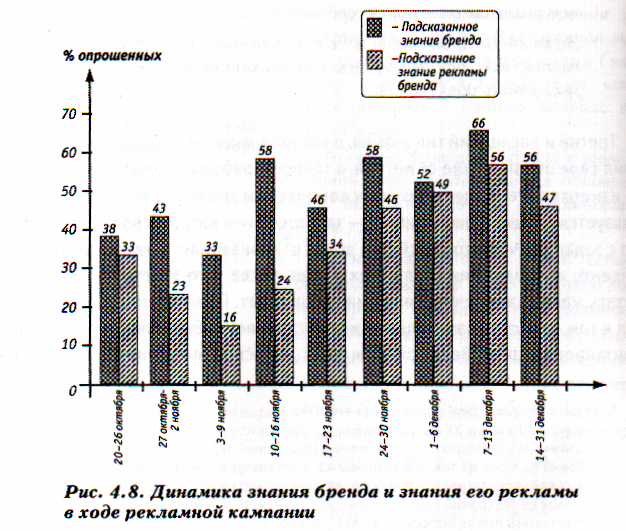 – Подсказанное
знание бренда
–Подсказанное
знание рекламы
бренда
% опрошенных
70
60
50
40
30
20
10
0
38
33
43
23
33
16
58
24
46
34
58
46
52
49
66
56
56
47
20–26 октября
27 октября-
2 ноября
3–9 ноября
10–16 ноября
17–23 ноября
24–30 ноября
1–6 декабря
7–13 декабря
14–31 декабря
Рис. 4.8. Динамика знания бренда и знания его рекламы
в ходе рекламной кампании